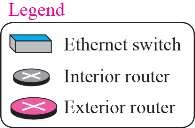 Legend
Ethernet switch
Interior router
Exterior router